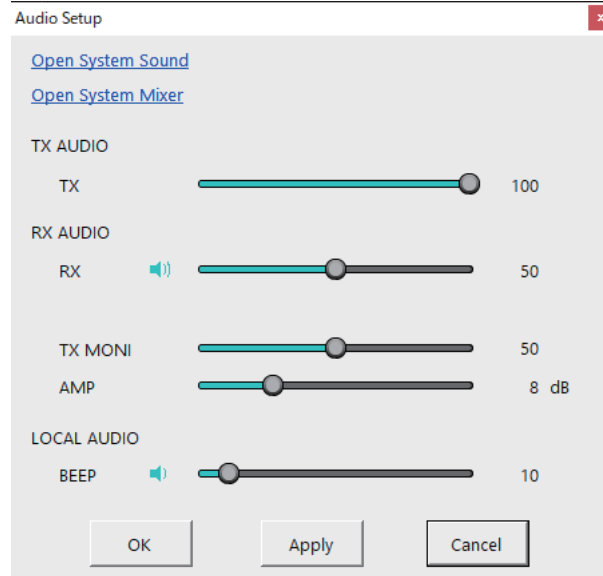 Audio Setup
Open System Sound
Open System Mixer
TX AUDIO
TX 100
RX AUDIO
RX 50
TX MONI 50
AMP 8 dB
LOCAL AUDIO
BEEP 10
OK Apply Cancel